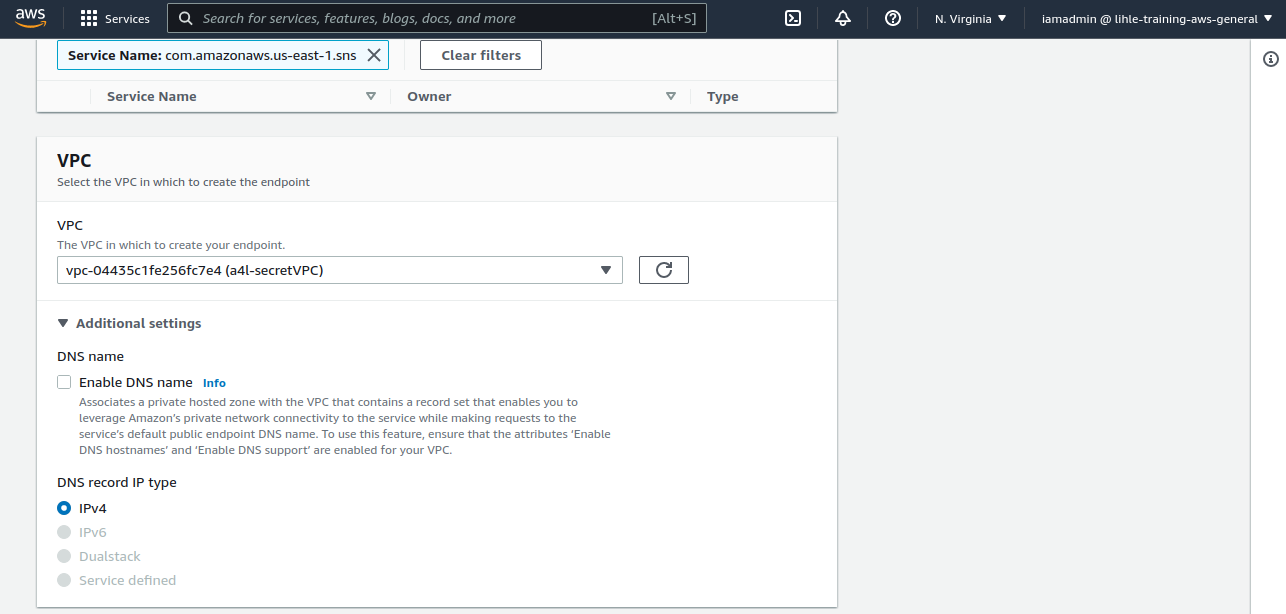 aws
Services
Search for services, features, blogs, docs, and more [Alt+S]
N. Virginia
iamadmin @ lihle-training-aws-general
Service Name: com.amazonaws.us-east-1.sns
Clear filters
Service Name
Owner
Type
VPC
Select the VPC in which to create the endpoint
VPC
The VPC in which to create your endpoint.
vpc-04435c1fe256fc7e4 (a4l-secretVPC)
Additional settings
DNS name
Enable DNS name Info
Associates a private hosted zone with the VPC that contains a record set that enables you to
leverage Amazon's private network connectivity to the service while making requests to the
service's default public endpoint DNS name. To use this feature, ensure that the attributes 'Enable
DNS hostnames' and 'Enable DNS support' are enabled for your VPC.
DNS record IP type
IPv4
IPv6
Dualstack
Service defined